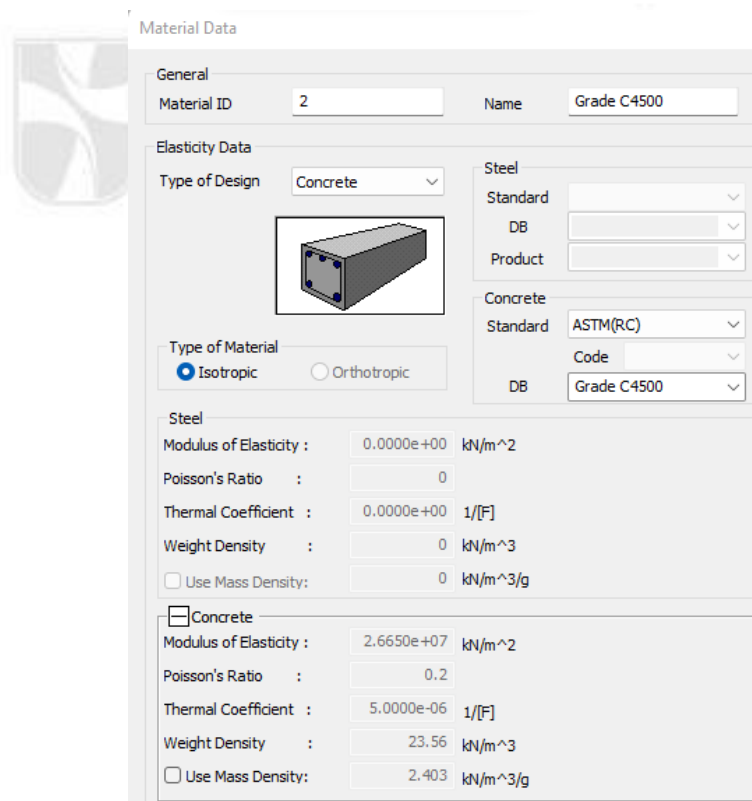 Material Data
General
Material ID 2 Name Grade C4500
Elasticity Data
Type of Design Concrete
Steel
Standard
DB
Product
Concrete
Standard ASTM(RC)
Code
DB Grade C4500
Type of Material
Isotropic Orthotropic
Steel
Modulus of Elasticity : 0.0000e+00 kN/m^2
Poisson's Ratio : 0
Thermal Coefficient : 0.0000e+00 1/[F]
Weight Density : 0 kN/m^3
Use Mass Density: 0 kN/m^3/g
Concrete
Modulus of Elasticity : 2.6650e+07 kN/m^2
Poisson's Ratio : 0.2
Thermal Coefficient : 5.0000e-06 1/[F]
Weight Density : 23.56 kN/m^3
Use Mass Density: 2.403 kN/m^3/g